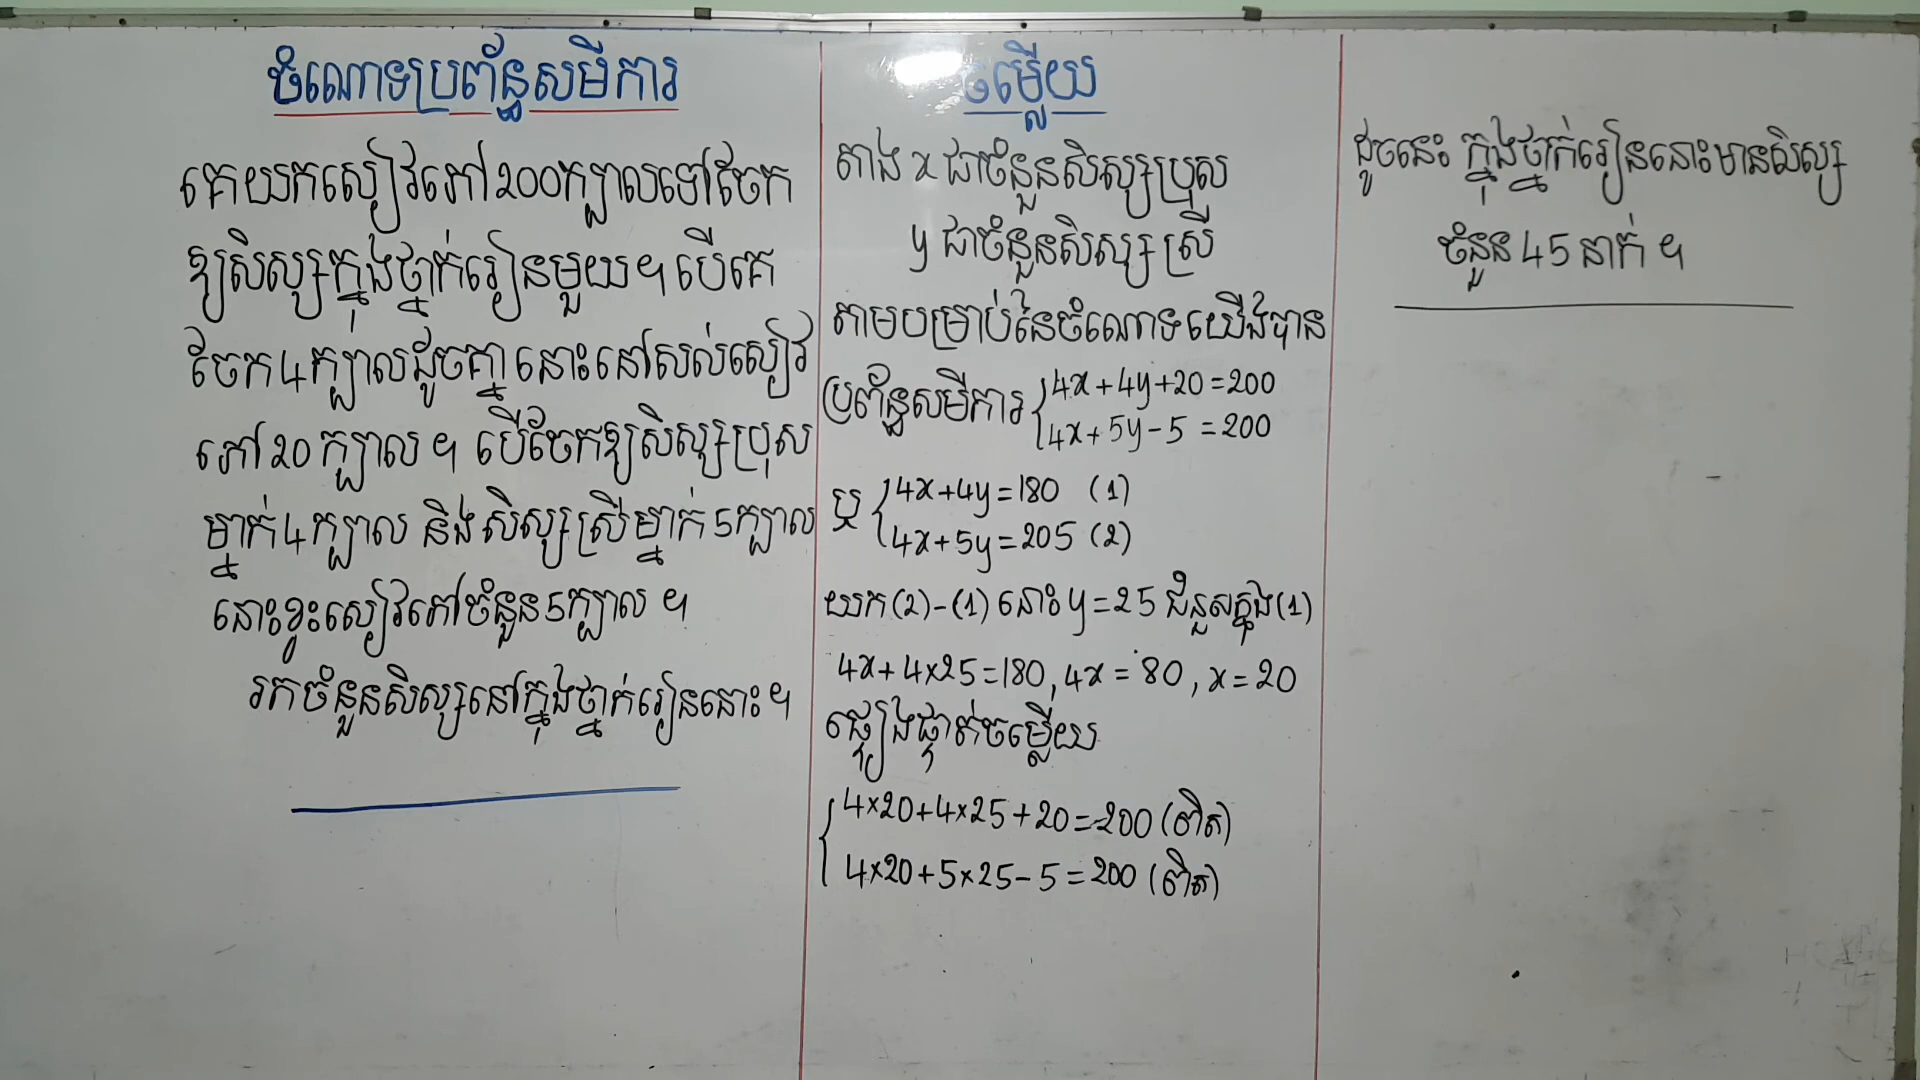 ចំណោទប្រព័ន្ធសមីការ
គេយកសៀវភៅ 200ក្បាលទៅចែក
ឱ្យសិស្សក្នុងថ្នាក់រៀនមួយ។ បើគេ
ចែក 4ក្បាលដូចគ្នា នោះនៅសល់សៀវ
ភៅ 20 ក្បាល ។ បើចែកឱ្យសិស្សប្រុស
ម្នាក់ 4 ក្បាល និងសិស្សស្រីម្នាក់ 5ក្បាល
នោះខ្វះសៀវភៅចំនួន 5ក្បាល ។
រកចំនួនសិស្សនៅក្នុងថ្នាក់រៀននោះ។
ចម្លើយ
តាង x ជាចំនួនសិស្សប្រុស
y ជាចំនួនសិស្សស្រី
តាមបម្រាប់នៃចំណោទយើងបាន
ប្រព័ន្ធសមីការ { 4x+4y+20=200
4x+5y-5=200
ឬ { 4x+4y=180 (1)
4x+5y=205 (2)
យក(2)-(1) នោះ y=25 ជំនួសក្នុង(1)
4x+4×25=180, 4x=80, x=20
ផ្ទៀងផ្ទាត់ចម្លើយ
{ 4×20+4×25+20=200 (ពិត)
4×20+5×25-5=200 (ពិត)
ដូចនេះ ក្នុងថ្នាក់រៀននោះមានសិស្ស
ចំនួន 45 នាក់ ។